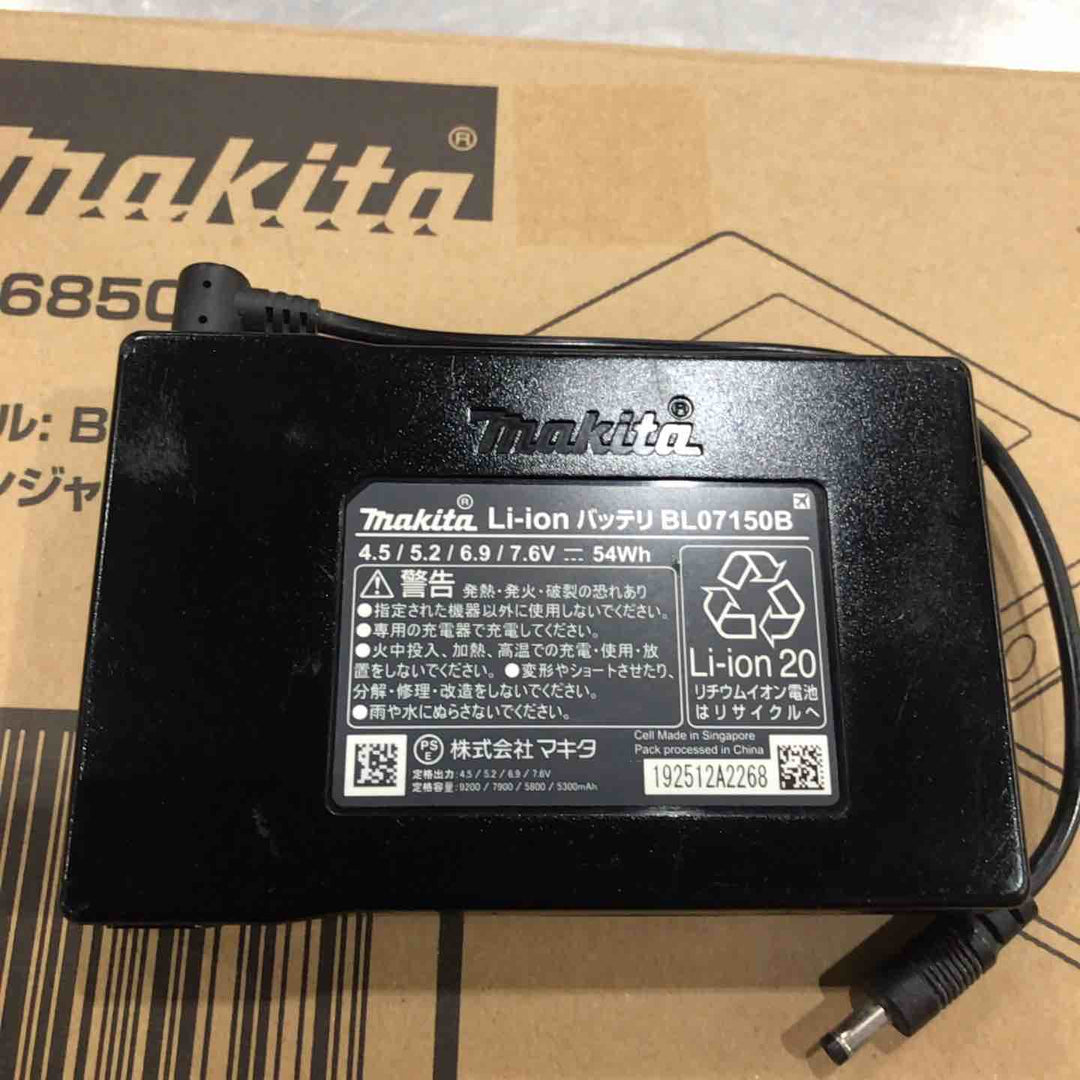 makita®
6850
ル: B
ンジャ
makita®
makita® Li-ion バッテリ BL07150B
4.5 / 5.2 / 6.9 / 7.6V ⎓ 54Wh
警告 発熱・発火・破裂の恐れあり
●指定された機器以外に使用しないでください。
●専用の充電器で充電してください。
●火中投入、加熱、高温での充電・使用・放
置をしないでください。 ●変形やショートさせたり、
分解・修理・改造をしないでください。
●雨や水にぬらさないでください。
Li-ion 20
リチウムイオン電池
はリサイクルへ
PSE 株式会社 マキタ
定格出力: 4.5 / 5.2 / 6.9 / 7.6V
定格容量: 9200 / 7900 / 5800 / 5300mAh
Cell Made in Singapore
Pack processed in China
192512A2268